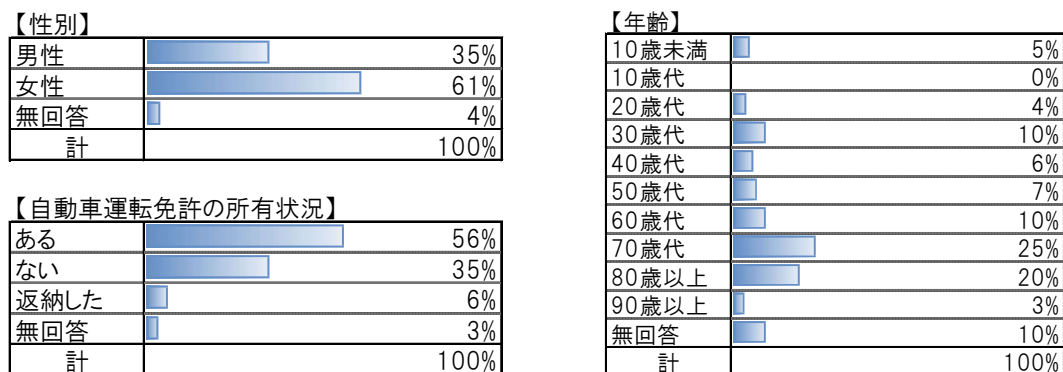 【性別】
男性 35%
女性 61%
無回答 4%
計 100%
【自動車運転免許の所有状況】
ある 56%
ない 35%
返納した 6%
無回答 3%
計 100%
【年齢】
10歳未満 5%
10歳代 0%
20歳代 4%
30歳代 10%
40歳代 6%
50歳代 7%
60歳代 10%
70歳代 25%
80歳以上 20%
90歳以上 3%
無回答 10%
計 100%